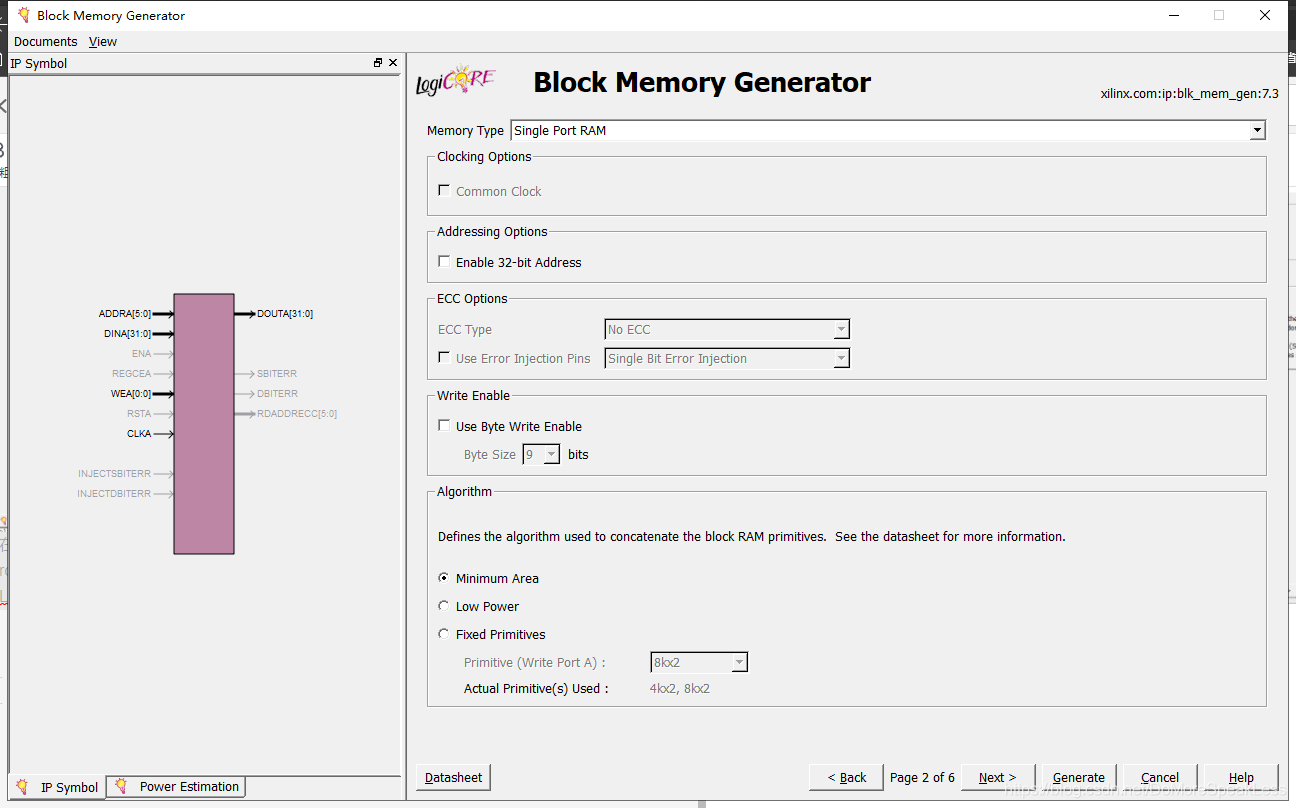 Block Memory Generator
Documents View
IP Symbol
LogiCORE
Block Memory Generator
xilinx.com:ip:blk_mem_gen:7.3
Memory Type Single Port RAM
Clocking Options
Common Clock
Addressing Options
Enable 32-bit Address
ECC Options
ECC Type No ECC
Use Error Injection Pins Single Bit Error Injection
Write Enable
Use Byte Write Enable
Byte Size 9 bits
Algorithm
Defines the algorithm used to concatenate the block RAM primitives. See the datasheet for more information.
Minimum Area
Low Power
Fixed Primitives
Primitive (Write Port A) : 8kx2
Actual Primitive(s) Used : 4kx2, 8kx2
ADDRA[5:0] DOUTA[31:0]
DINA[31:0]
ENA
REGCEA SBITERR
WEA[0:0] DBITERR
RSTA RDADDRECC[5:0]
CLKA
INJECTSBITERR
INJECTDBITERR
IP Symbol Power Estimation
Datasheet < Back Page 2 of 6 Next > Generate Cancel Help
https://blog.csdn.net/DoMoreSpeakLess